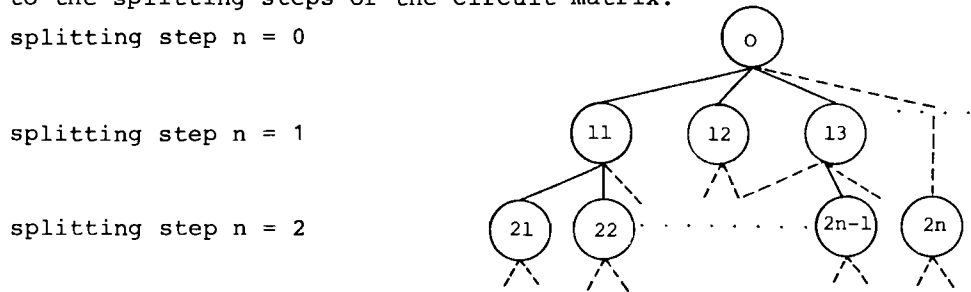 to the splitting steps of the circuit matrix.
splitting step n = 0
O
splitting step n = 1
11 12 13
splitting step n = 2
21 22 2n-1 2n